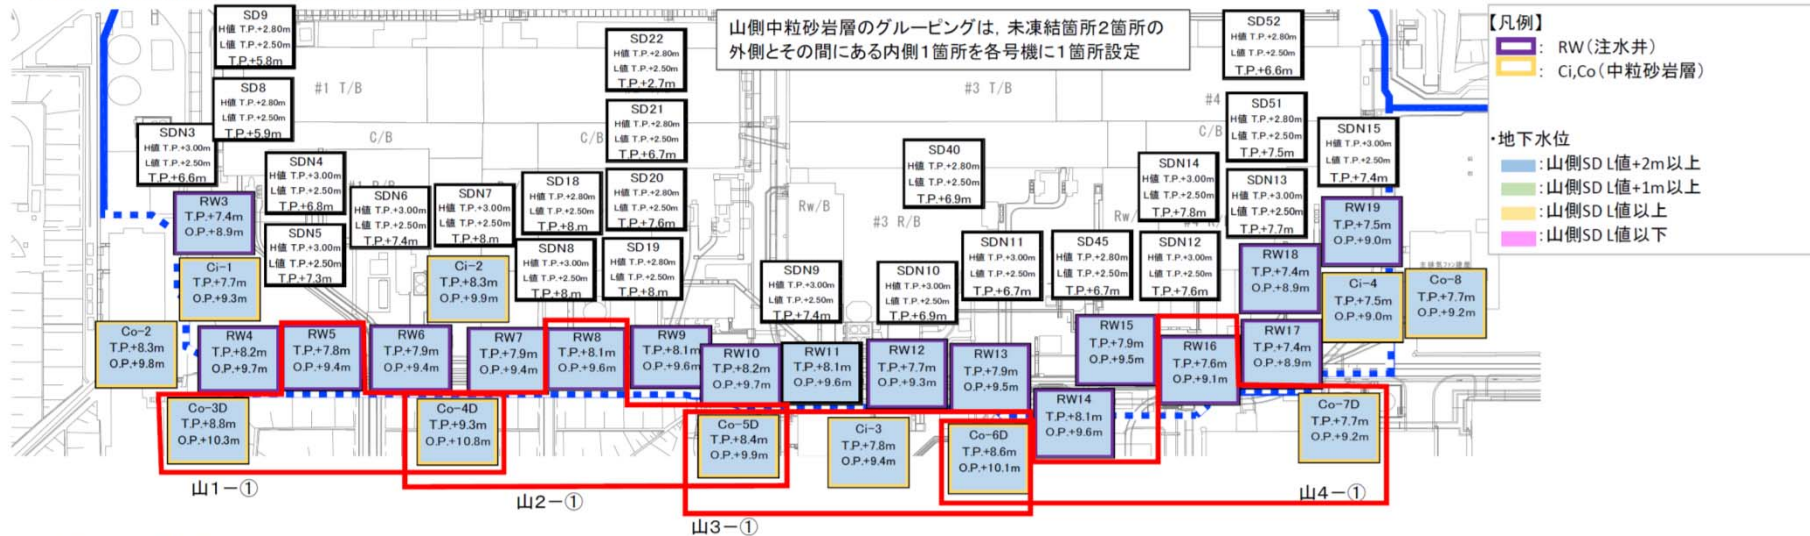 山側中粒砂岩層のグルーピングは，未凍結箇所2箇所の
外側とその間にある内側1箇所を各号機に1箇所設定
【凡例】
： RW（注水井）
： Ci,Co（中粒砂岩層）
・地下水位
：山側SD L値+2m以上
：山側SD L値+1m以上
：山側SD L値以上
：山側SD L値以下
SD9
H値 T.P.+2.80m
L値 T.P.+2.50m
T.P.+5.8m
SD8
H値 T.P.+2.80m
L値 T.P.+2.50m
T.P.+5.9m
SDN3
H値 T.P.+3.00m
L値 T.P.+2.50m
T.P.+6.6m
SDN4
H値 T.P.+3.00m
L値 T.P.+2.50m
T.P.+6.8m
SDN5
H値 T.P.+3.00m
L値 T.P.+2.50m
T.P.+7.3m
SDN6
H値 T.P.+3.00m
L値 T.P.+2.50m
T.P.+7.4m
SDN7
H値 T.P.+3.00m
L値 T.P.+2.50m
T.P.+8.m
SD18
H値 T.P.+2.80m
L値 T.P.+2.50m
T.P.+8.m
SDN8
H値 T.P.+3.00m
L値 T.P.+2.50m
T.P.+8.m
SD22
H値 T.P.+2.80m
L値 T.P.+2.50m
T.P.+2.7m
SD21
H値 T.P.+2.80m
L値 T.P.+2.50m
T.P.+6.7m
SD20
H値 T.P.+2.80m
L値 T.P.+2.50m
T.P.+7.6m
SD19
H値 T.P.+2.80m
L値 T.P.+2.50m
T.P.+8.m
SDN9
H値 T.P.+3.00m
L値 T.P.+2.50m
T.P.+7.4m
SD40
H値 T.P.+2.80m
L値 T.P.+2.50m
T.P.+6.9m
SDN10
H値 T.P.+3.00m
L値 T.P.+2.50m
T.P.+6.9m
SDN11
H値 T.P.+3.00m
L値 T.P.+2.50m
T.P.+6.7m
SD45
H値 T.P.+2.80m
L値 T.P.+2.50m
T.P.+6.7m
SDN14
H値 T.P.+3.00m
L値 T.P.+2.50m
T.P.+7.8m
SDN12
H値 T.P.+3.00m
L値 T.P.+2.50m
T.P.+7.6m
SD52
H値 T.P.+2.80m
L値 T.P.+2.50m
T.P.+6.6m
SD51
H値 T.P.+2.80m
L値 T.P.+2.50m
T.P.+7.5m
SDN13
H値 T.P.+3.00m
L値 T.P.+2.50m
T.P.+7.7m
SDN15
H値 T.P.+3.00m
L値 T.P.+2.50m
T.P.+7.4m
#1 T/B
C/B
C/B
Rw/B
#3 T/B
#3 R/B
#4
C/B
Rw
RW3
T.P.+7.4m
O.P.+8.9m
Ci-1
T.P.+7.7m
O.P.+9.3m
Ci-2
T.P.+8.3m
O.P.+9.9m
Co-2
T.P.+8.3m
O.P.+9.8m
RW4
T.P.+8.2m
O.P.+9.7m
RW5
T.P.+7.8m
O.P.+9.4m
RW6
T.P.+7.9m
O.P.+9.4m
RW7
T.P.+7.9m
O.P.+9.4m
RW8
T.P.+8.1m
O.P.+9.6m
RW9
T.P.+8.1m
O.P.+9.6m
RW10
T.P.+8.2m
O.P.+9.7m
RW11
T.P.+8.1m
O.P.+9.6m
RW12
T.P.+7.7m
O.P.+9.3m
RW13
T.P.+7.9m
O.P.+9.5m
RW14
T.P.+8.1m
O.P.+9.6m
RW15
T.P.+7.9m
O.P.+9.5m
RW16
T.P.+7.6m
O.P.+9.1m
RW17
T.P.+7.4m
O.P.+8.9m
RW18
T.P.+7.4m
O.P.+8.9m
RW19
T.P.+7.5m
O.P.+9.0m
Ci-4
T.P.+7.5m
O.P.+9.0m
Co-8
T.P.+7.7m
O.P.+9.2m
Co-3D
T.P.+8.8m
O.P.+10.3m
Co-4D
T.P.+9.3m
O.P.+10.8m
Co-5D
T.P.+8.4m
O.P.+9.9m
Ci-3
T.P.+7.8m
O.P.+9.4m
Co-6D
T.P.+8.6m
O.P.+10.1m
Co-7D
T.P.+7.7m
O.P.+9.2m
山1-①
山2-①
山3-①
山4-①